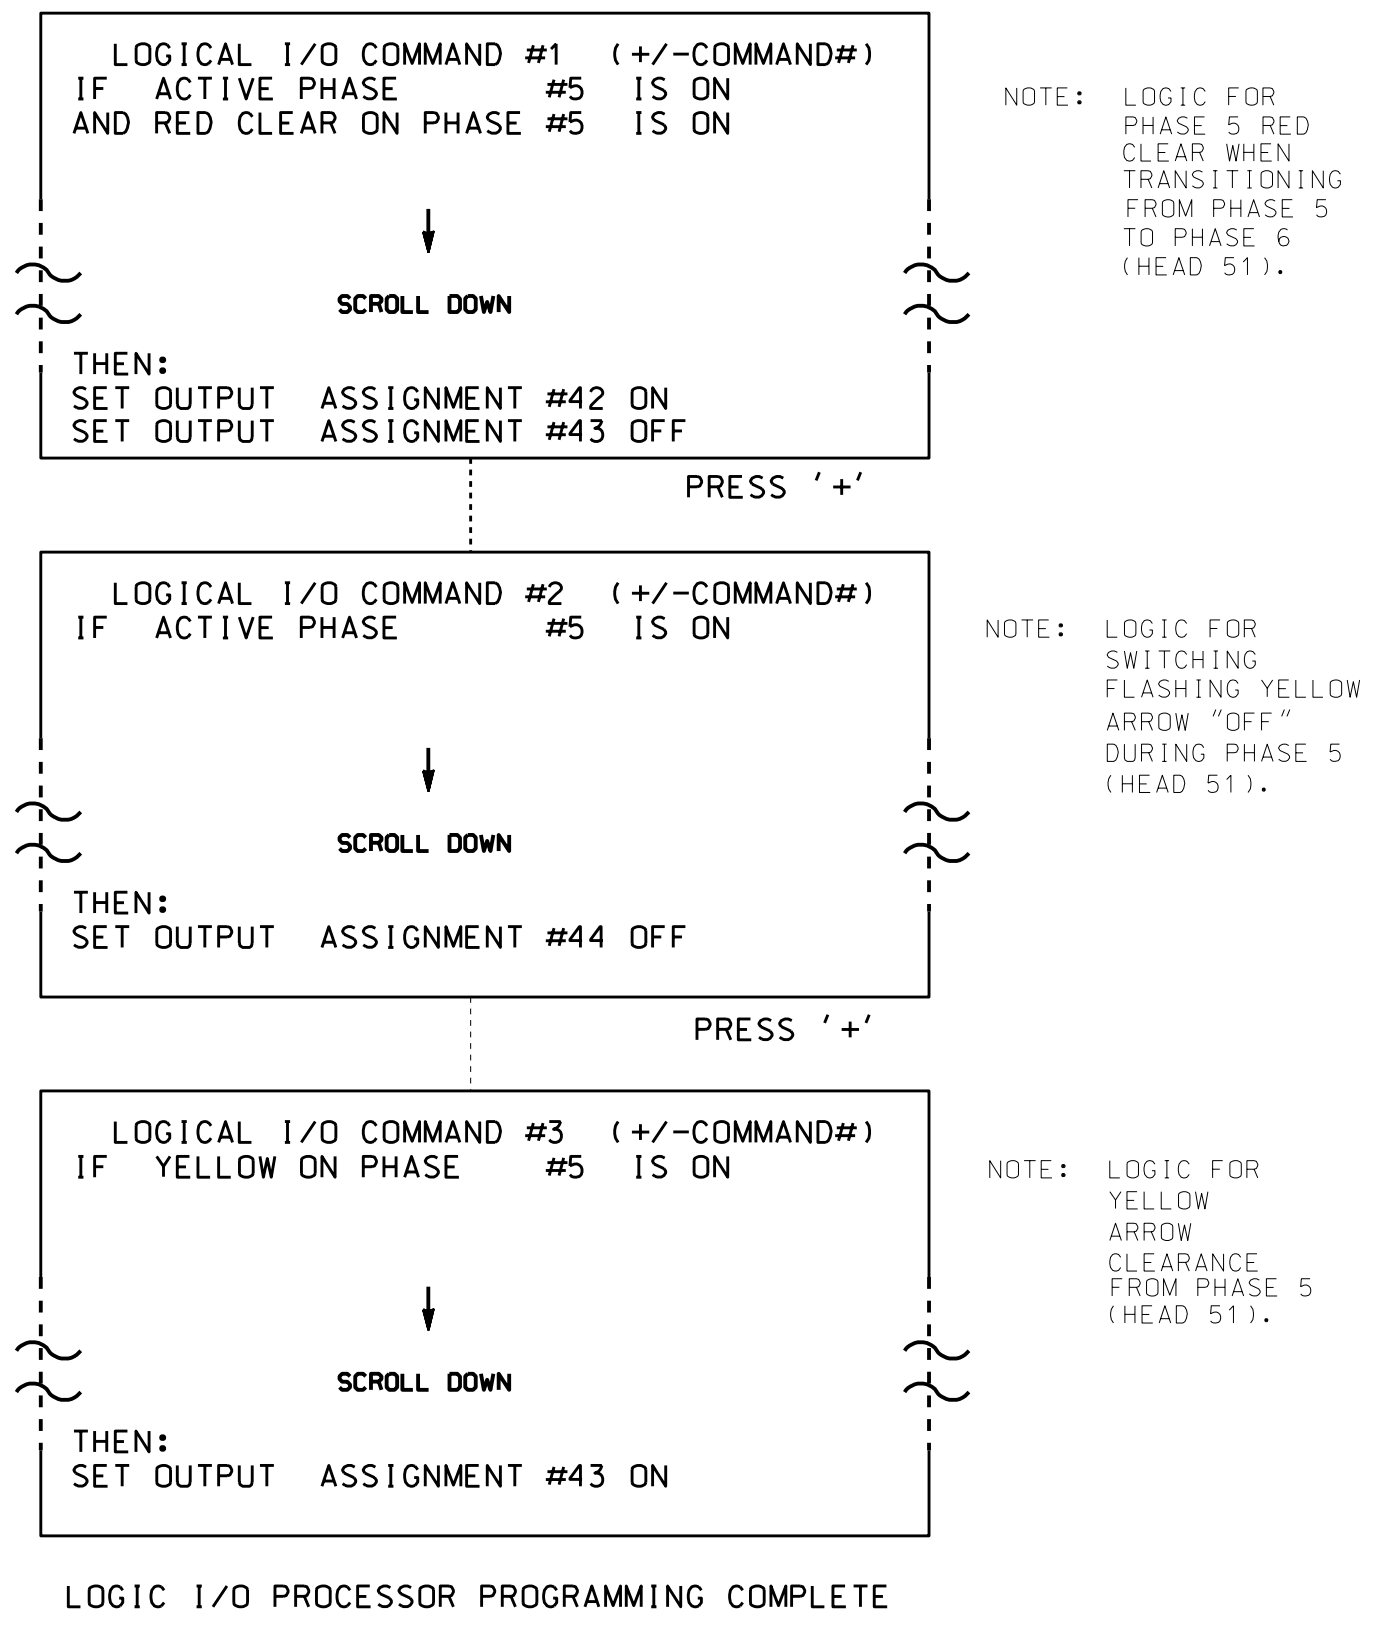 LOGICAL I/O COMMAND #1 (+/-COMMAND#)
IF ACTIVE PHASE #5 IS ON
AND RED CLEAR ON PHASE #5 IS ON
SCROLL DOWN
THEN:
SET OUTPUT ASSIGNMENT #42 ON
SET OUTPUT ASSIGNMENT #43 OFF
NOTE: LOGIC FOR
PHASE 5 RED
CLEAR WHEN
TRANSITIONING
FROM PHASE 5
TO PHASE 6
(HEAD 51).
PRESS '+'
LOGICAL I/O COMMAND #2 (+/-COMMAND#)
IF ACTIVE PHASE #5 IS ON
SCROLL DOWN
THEN:
SET OUTPUT ASSIGNMENT #44 OFF
NOTE: LOGIC FOR
SWITCHING
FLASHING YELLOW
ARROW "OFF"
DURING PHASE 5
(HEAD 51).
PRESS '+'
LOGICAL I/O COMMAND #3 (+/-COMMAND#)
IF YELLOW ON PHASE #5 IS ON
SCROLL DOWN
THEN:
SET OUTPUT ASSIGNMENT #43 ON
NOTE: LOGIC FOR
YELLOW
ARROW
CLEARANCE
FROM PHASE 5
(HEAD 51).
LOGIC I/O PROCESSOR PROGRAMMING COMPLETE